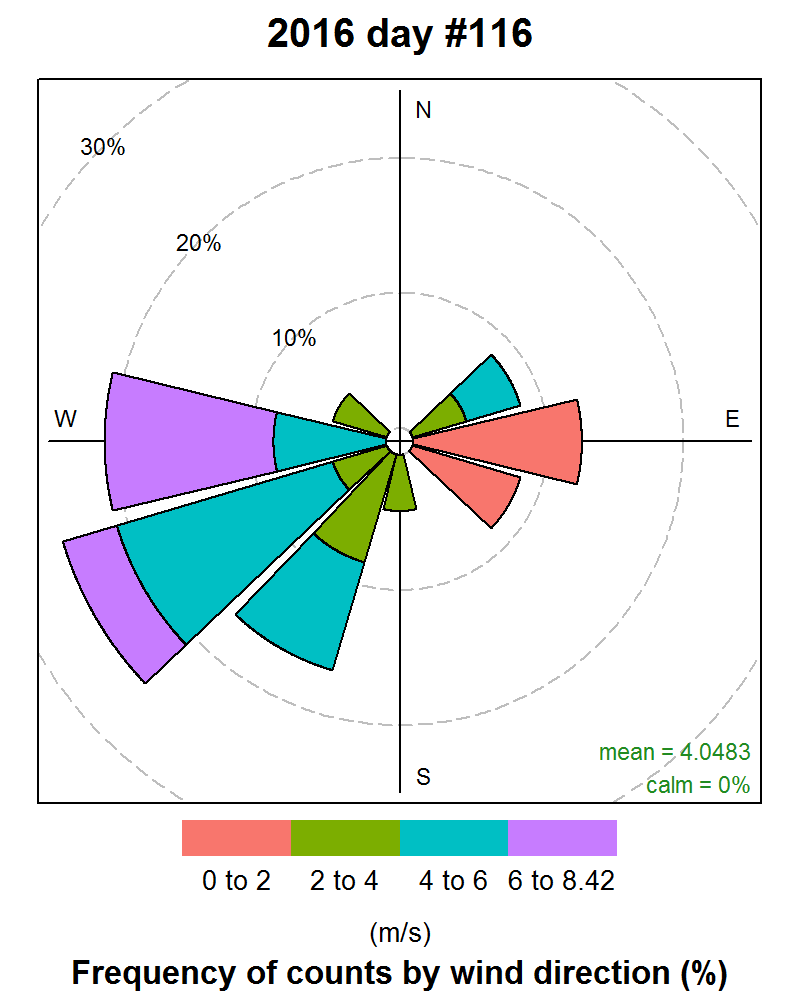 2016 day #116
N
30%
20%
10%
W
E
S
mean = 4.0483
calm = 0%
0 to 2 2 to 4 4 to 6 6 to 8.42
(m/s)
Frequency of counts by wind direction (%)